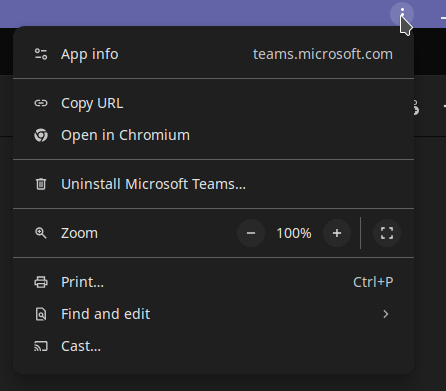 App info teams.microsoft.com
Copy URL
Open in Chromium
Uninstall Microsoft Teams...
Zoom − 100% +
Print... Ctrl+P
Find and edit
Cast...